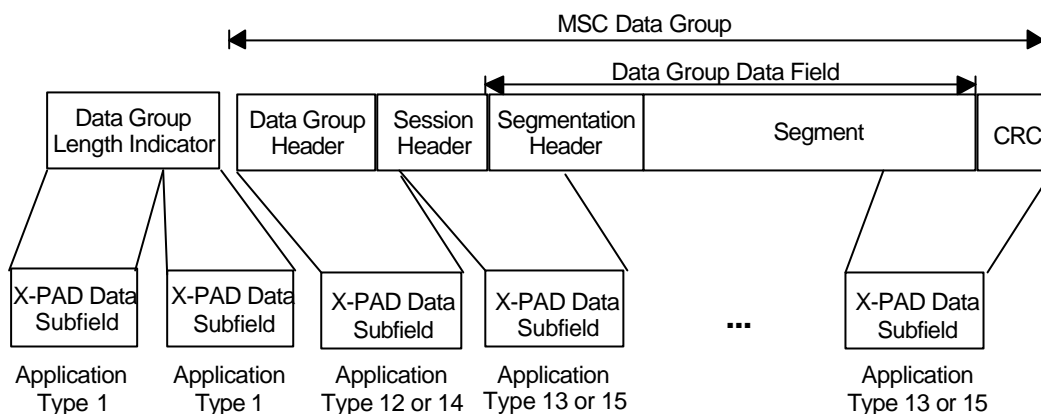 MSC Data Group
Data Group Data Field
Data Group
Length Indicator
Data Group
Header
Session
Header
Segmentation
Header
Segment
CRC
X-PAD Data
Subfield
X-PAD Data
Subfield
X-PAD Data
Subfield
X-PAD Data
Subfield
...
X-PAD Data
Subfield
Application
Type 1
Application
Type 1
Application
Type 12 or 14
Application
Type 13 or 15
Application
Type 13 or 15